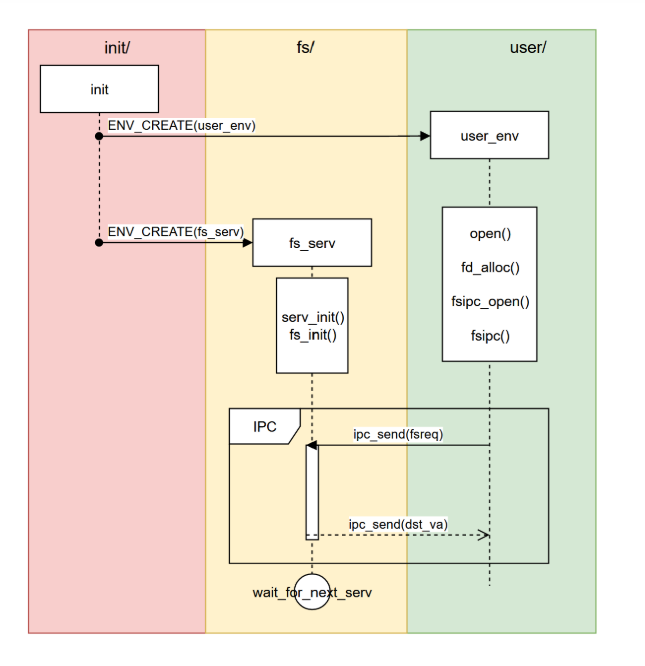 init/
fs/
user/
init
ENV_CREATE(user_env)
user_env
ENV_CREATE(fs_serv)
fs_serv
open()
fd_alloc()
fsipc_open()
fsipc()
serv_init()
fs_init()
IPC
ipc_send(fsreq)
ipc_send(dst_va)
wait_for_next_serv